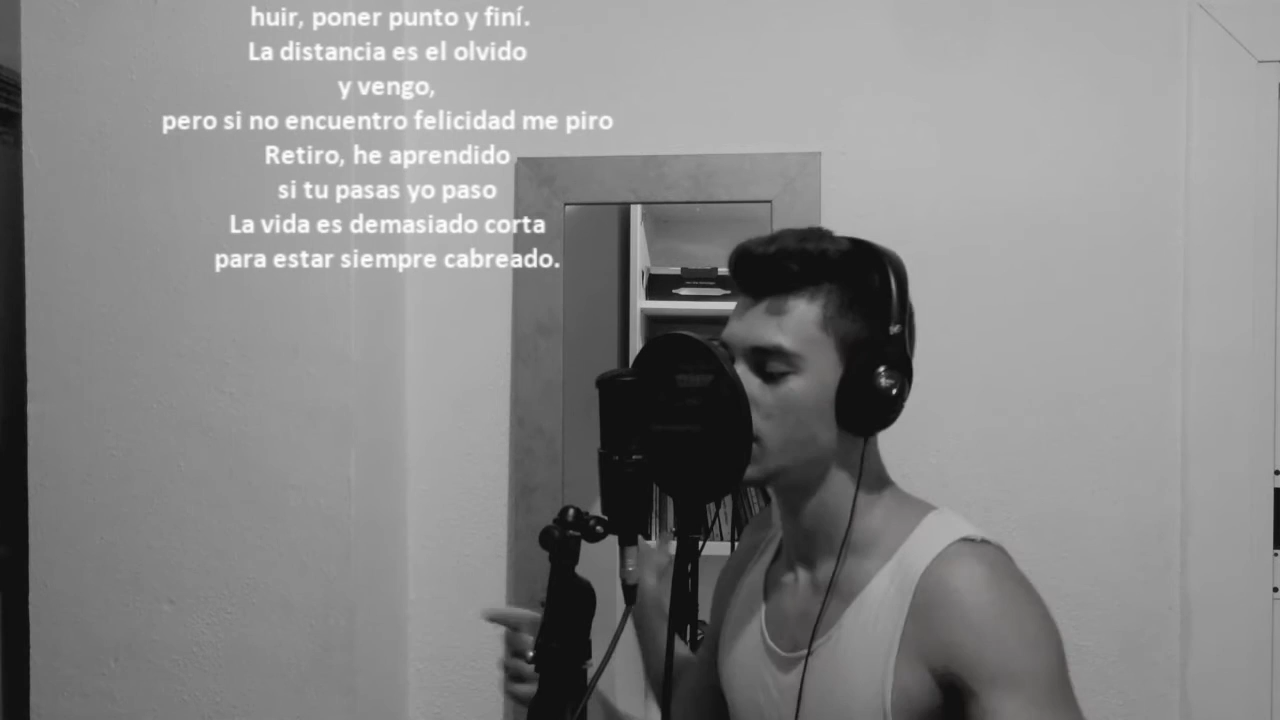 huir, poner punto y finí.
La distancia es el olvido
y vengo,
pero si no encuentro felicidad me piro
Retiro, he aprendido
si tu pasas yo paso
La vida es demasiado corta
para estar siempre cabreado.